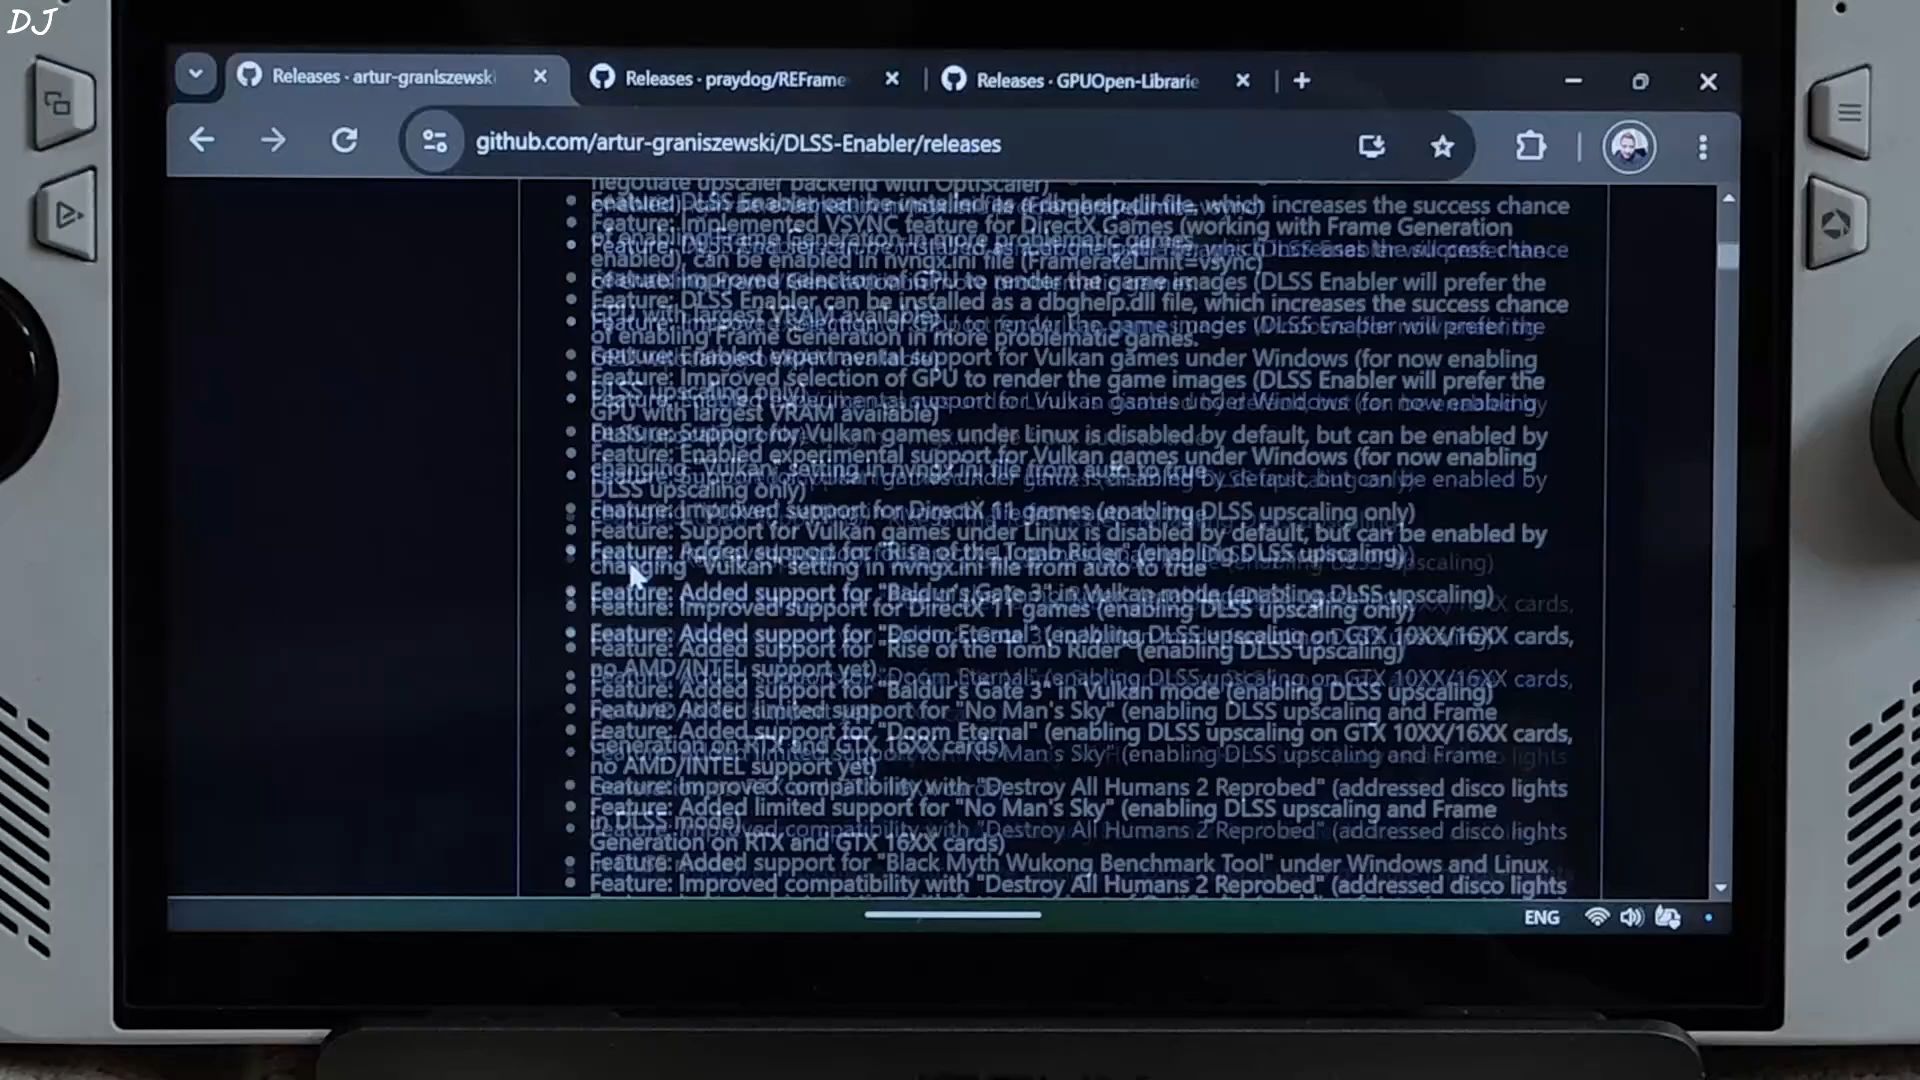 DJ
Releases · artur-graniszewski
Releases · praydog/REFrame
Releases · GPUOpen-Librarie
github.com/artur-graniszewski/DLSS-Enabler/releases
negotiate upscaler backend with OptiScaler)
Feature: Implemented VSYNC feature for DirectX Games (working with Frame Generation
enabled), can be enabled in nvngx.ini file (FramerateLimit=vsync)
Feature: DLSS Enabler can be installed as a dbghelp.dll file, which increases the success chance
of enabling Frame Generation in more problematic games.
Feature: Improved selection of GPU to render the game images (DLSS Enabler will prefer the
GPU with largest VRAM available)
Feature: Enabled experimental support for Vulkan games under Windows (for now enabling
DLSS upscaling only)
Feature: Support for Vulkan games under Linux is disabled by default, but can be enabled by
changing "Vulkan" setting in nvngx.ini file from auto to true
Feature: Improved support for DirectX 11 games (enabling DLSS upscaling only)
Feature: Added support for "Rise of the Tomb Rider" (enabling DLSS upscaling)
Feature: Added support for "Baldur's Gate 3" in Vulkan mode (enabling DLSS upscaling)
Feature: Added support for "Doom Eternal" (enabling DLSS upscaling on GTX 10XX/16XX cards,
no AMD/INTEL support yet)
Feature: Added limited support for "No Man's Sky" (enabling DLSS upscaling and Frame
Generation on RTX and GTX 16XX cards)
Feature: Improved compatibility with "Destroy All Humans 2 Reprobed" (addressed disco lights
in DLSS mode)
Feature: Added support for "Black Myth Wukong Benchmark Tool" under Windows and Linux
ENG